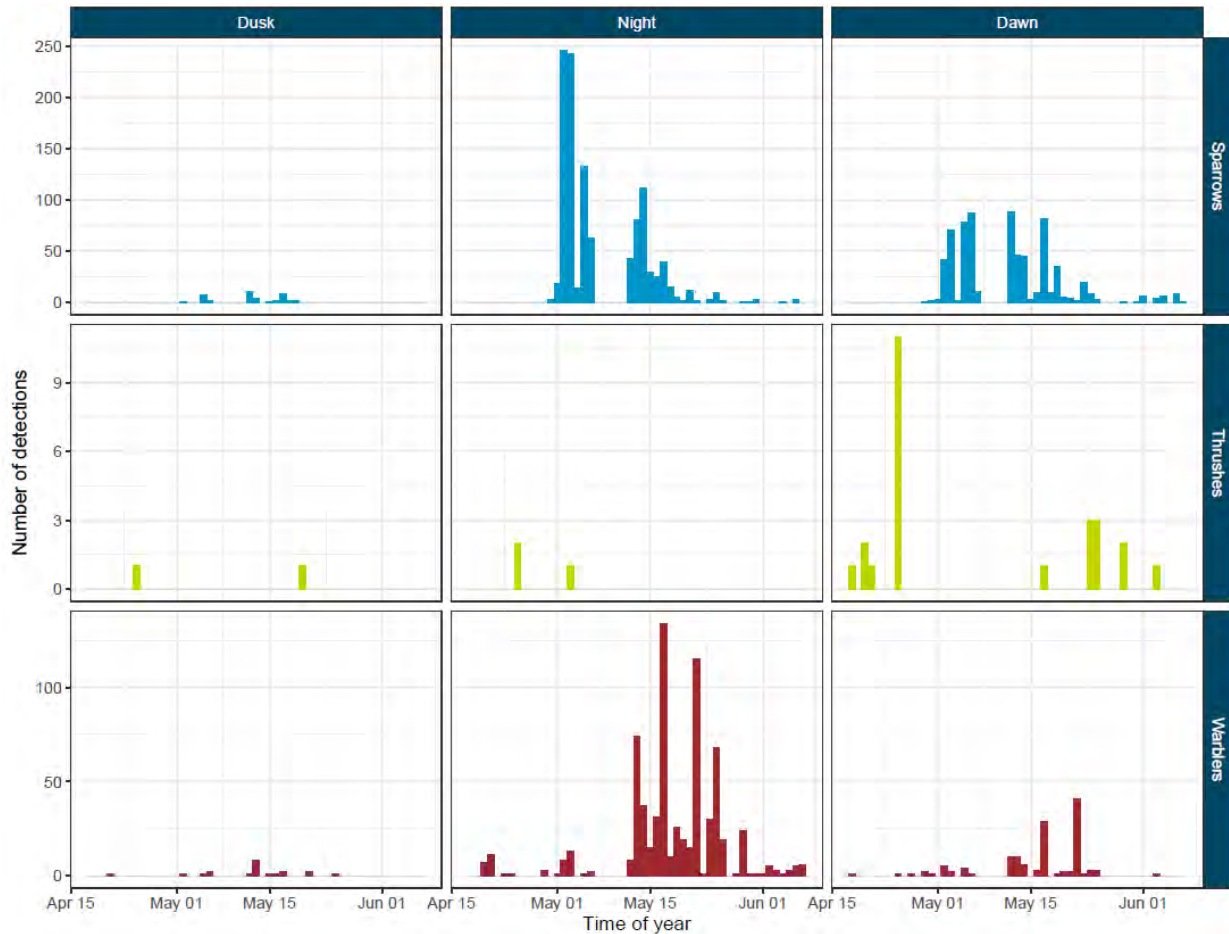 Dusk Night Dawn
250
200
150
100
50
0
Sparrows
9
6
3
0
Thrushes
100
50
0
Warblers
Number of detections
Apr 15 May 01 May 15 Jun 01 Apr 15 May 01 May 15 Jun 01 Apr 15 May 01 May 15 Jun 01
Time of year